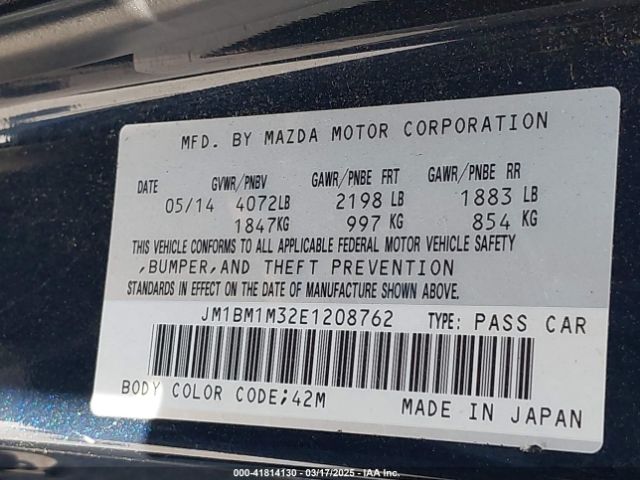 MFD. BY MAZDA MOTOR CORPORATION
DATE GVWR/PNBV GAWR/PNBE FRT GAWR/PNBE RR
05/14 4072LB 2198 LB 1883 LB
1847KG 997 KG 854 KG
THIS VEHICLE CONFORMS TO ALL APPLICABLE FEDERAL MOTOR VEHICLE SAFETY
,BUMPER,AND THEFT PREVENTION
STANDARDS IN EFFECT ON THE DATE OF MANUFACTURE SHOWN ABOVE.
JM1BM1M32E1208762 TYPE: PASS CAR
BODY COLOR CODE;42M
MADE IN JAPAN
000-41814130 - 03/17/2025 - IAA Inc.